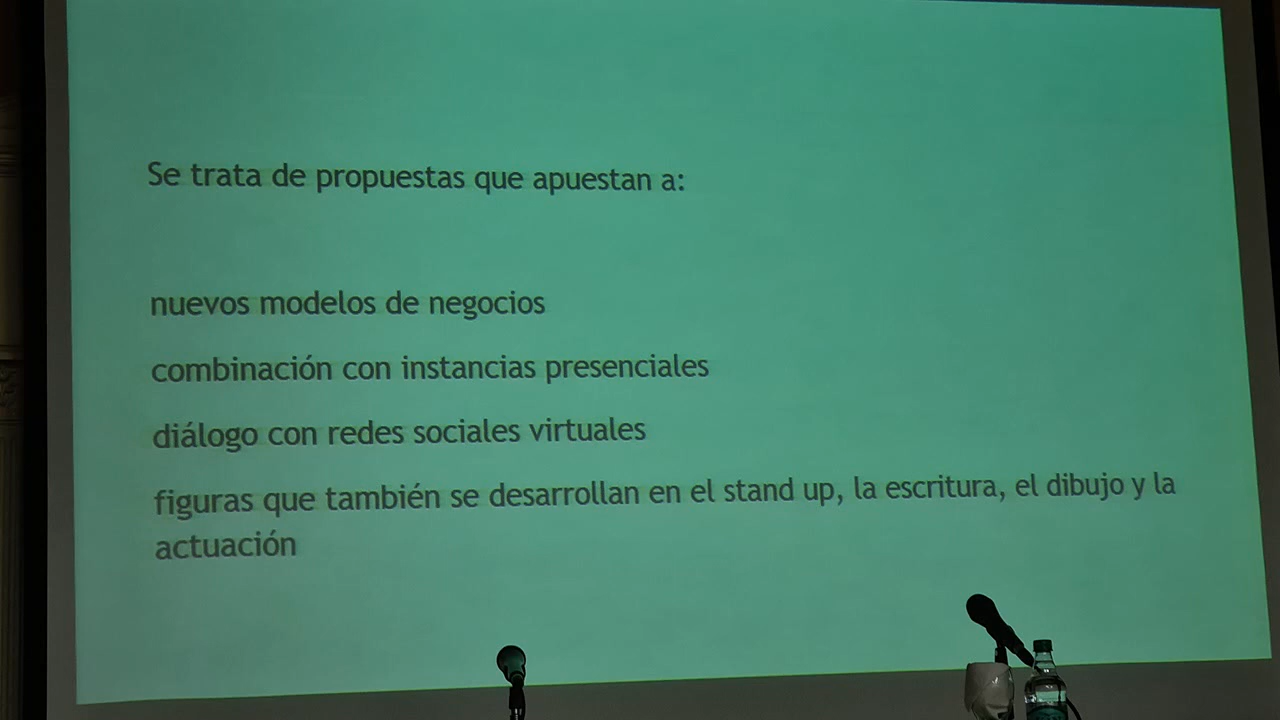 Se trata de propuestas que apuestan a:
nuevos modelos de negocios
combinación con instancias presenciales
diálogo con redes sociales virtuales
figuras que también se desarrollan en el stand up, la escritura, el dibujo y la
actuación